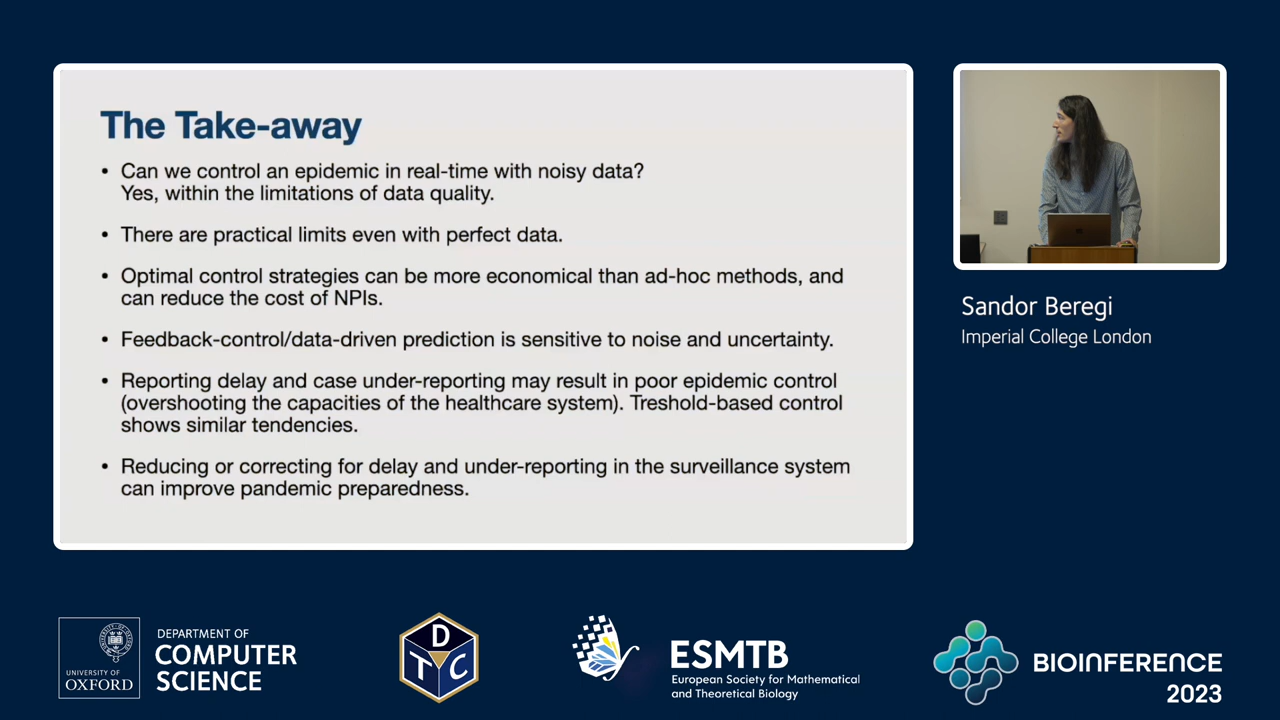 The Take-away
• Can we control an epidemic in real-time with noisy data?
Yes, within the limitations of data quality.
• There are practical limits even with perfect data.
• Optimal control strategies can be more economical than ad-hoc methods, and
can reduce the cost of NPIs.
• Feedback-control/data-driven prediction is sensitive to noise and uncertainty.
• Reporting delay and case under-reporting may result in poor epidemic control
(overshooting the capacities of the healthcare system). Treshold-based control
shows similar tendencies.
• Reducing or correcting for delay and under-reporting in the surveillance system
can improve pandemic preparedness.
Sandor Beregi
Imperial College London
UNIVERSITY OF
OXFORD
DEPARTMENT OF
COMPUTER
SCIENCE
D
T C
ESMTB
European Society for Mathematical
and Theoretical Biology
BIOINFERENCE
2023